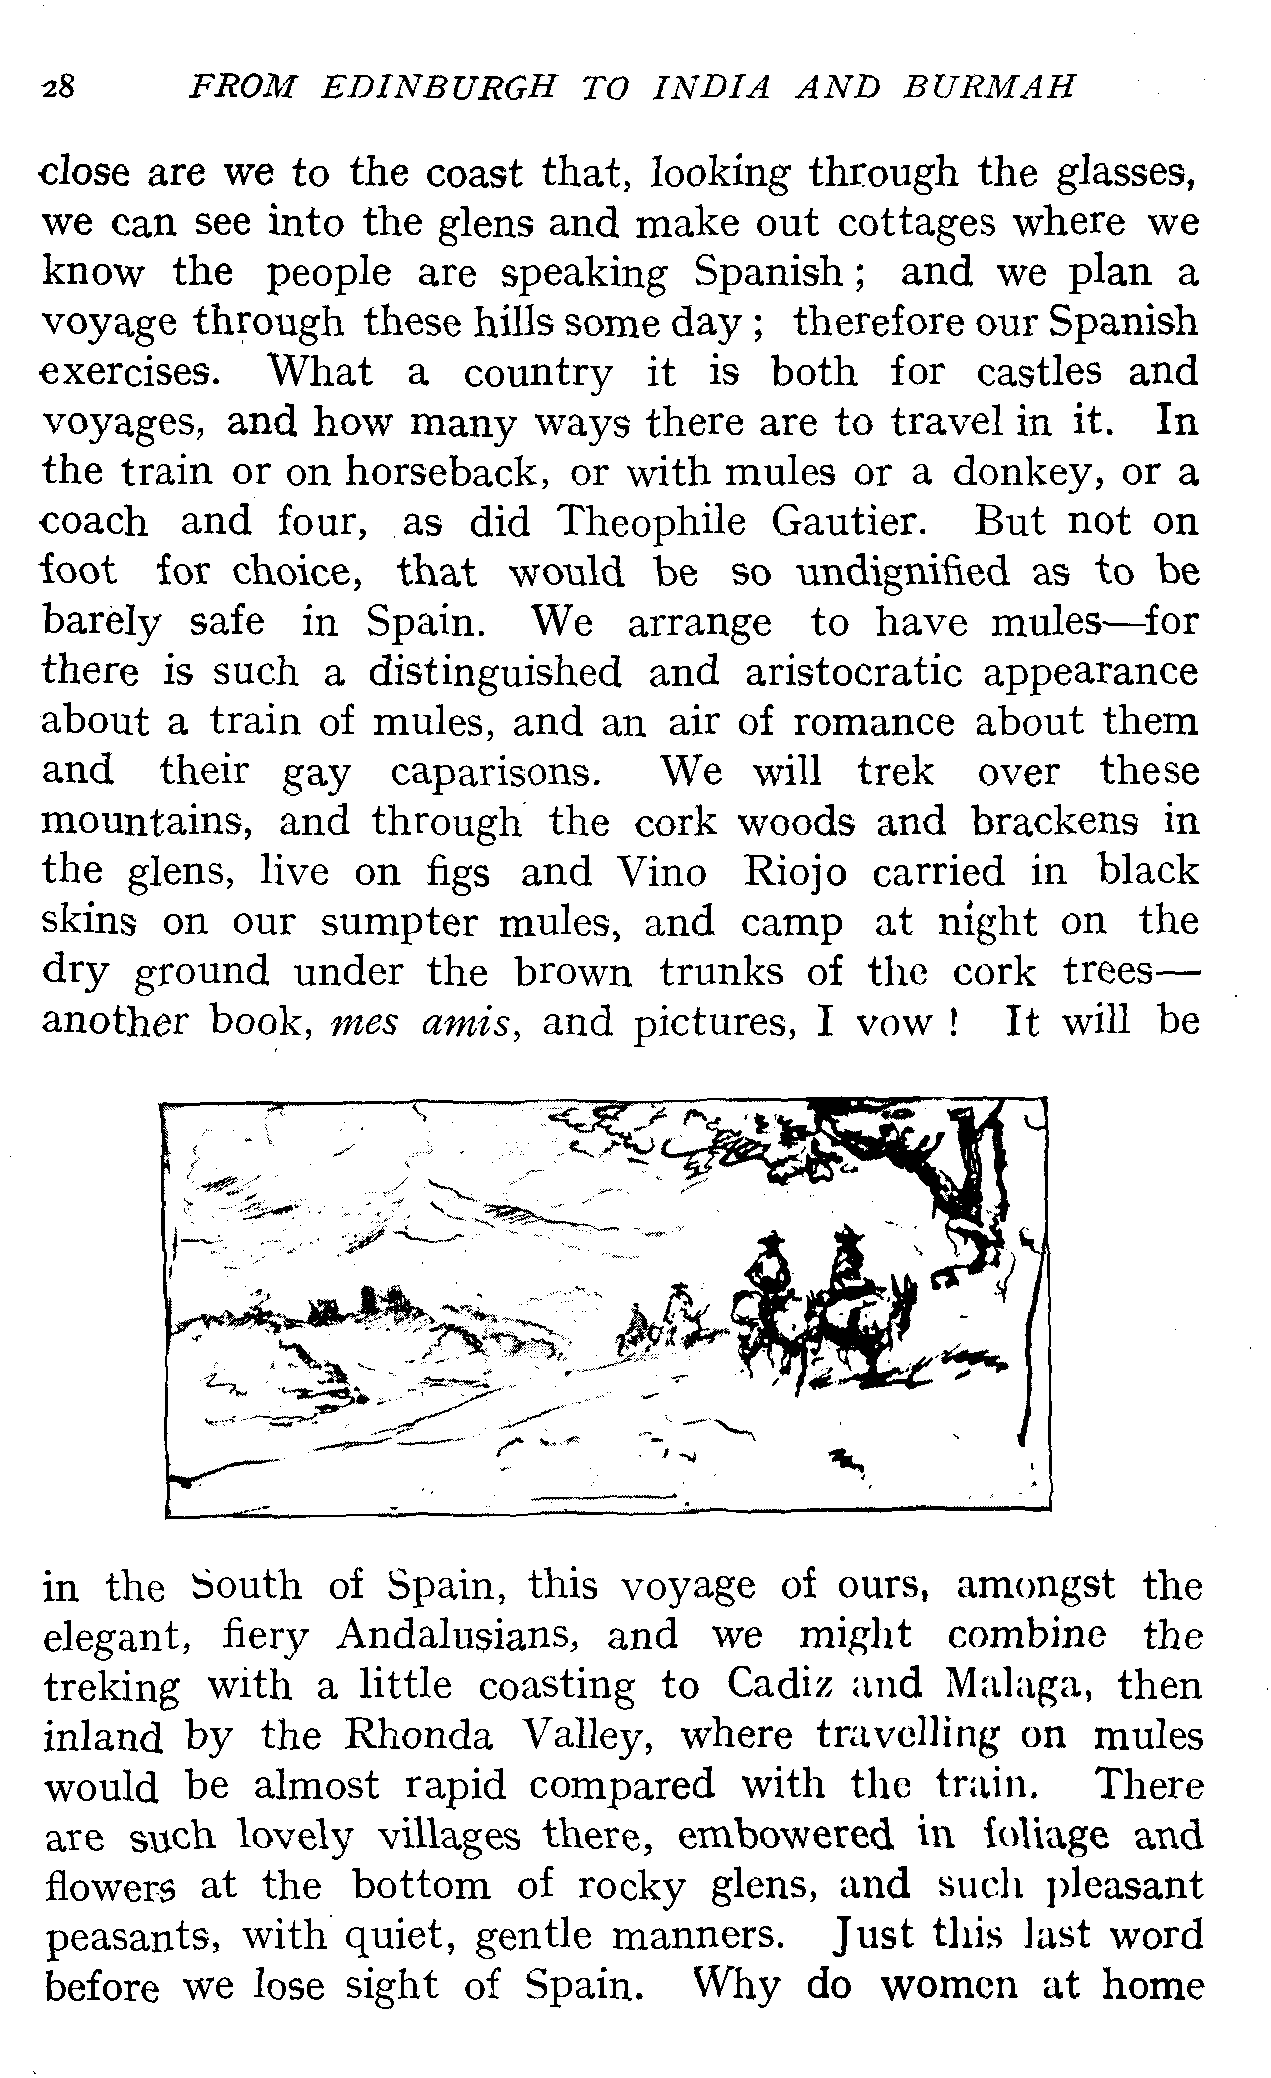 28 FROM EDINBURGH TO INDIA AND BURMAH
close are we to the coast that, looking through the glasses,
we can see into the glens and make out cottages where we
know the people are speaking Spanish ; and we plan a
voyage through these hills some day ; therefore our Spanish
exercises. What a country it is both for castles and
voyages, and how many ways there are to travel in it. In
the train or on horseback, or with mules or a donkey, or a
coach and four, as did Theophile Gautier. But not on
foot for choice, that would be so undignified as to be
barely safe in Spain. We arrange to have mules—for
there is such a distinguished and aristocratic appearance
about a train of mules, and an air of romance about them
and their gay caparisons. We will trek over these
mountains, and through the cork woods and brackens in
the glens, live on figs and Vino Riojo carried in black
skins on our sumpter mules, and camp at night on the
dry ground under the brown trunks of the cork trees—
another book, mes amis, and pictures, I vow ! It will be
in the South of Spain, this voyage of ours, amongst the
elegant, fiery Andalusians, and we might combine the
treking with a little coasting to Cadiz and Malaga, then
inland by the Rhonda Valley, where travelling on mules
would be almost rapid compared with the train. There
are such lovely villages there, embowered in foliage and
flowers at the bottom of rocky glens, and such pleasant
peasants, with quiet, gentle manners. Just this last word
before we lose sight of Spain. Why do women at home